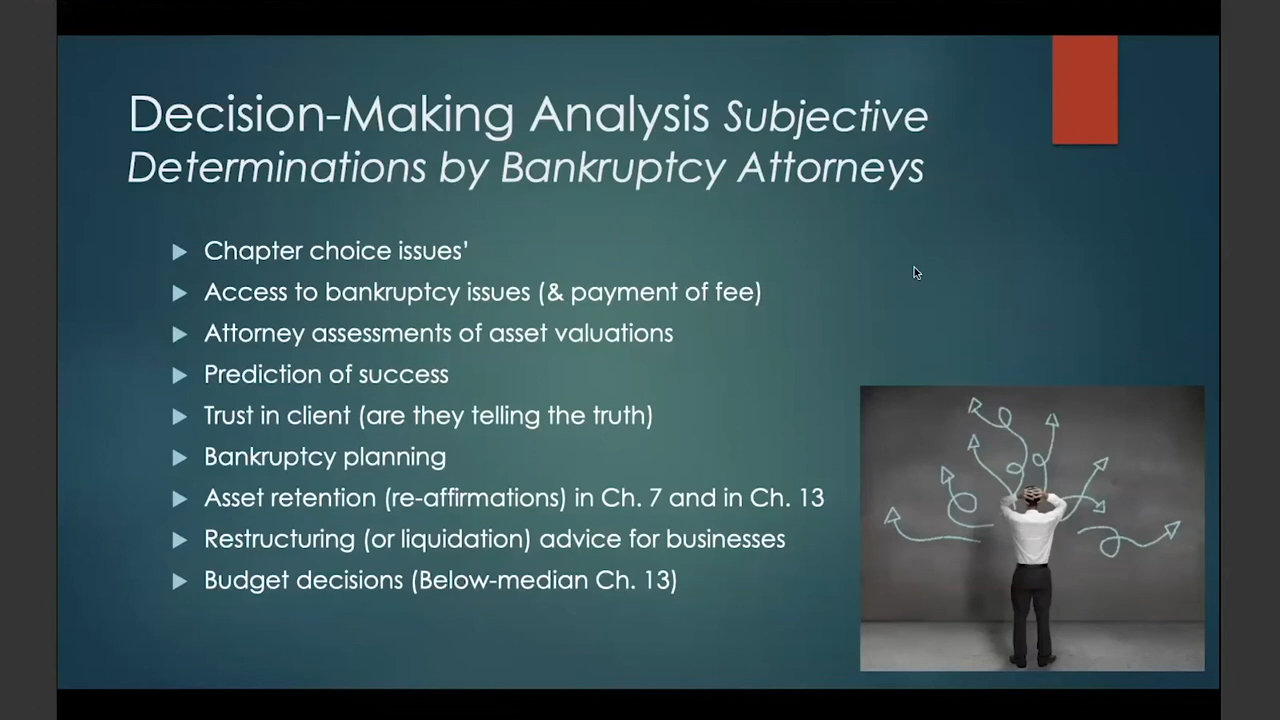 Decision-Making Analysis Subjective
Determinations by Bankruptcy Attorneys
Chapter choice issues’
Access to bankruptcy issues (& payment of fee)
Attorney assessments of asset valuations
Prediction of success
Trust in client (are they telling the truth)
Bankruptcy planning
Asset retention (re-affirmations) in Ch. 7 and in Ch. 13
Restructuring (or liquidation) advice for businesses
Budget decisions (Below-median Ch. 13)